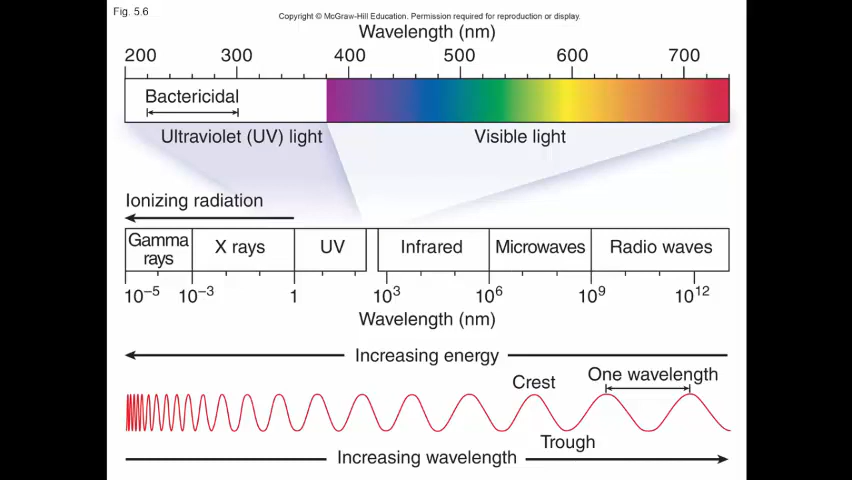 Fig. 5.6
Copyright © McGraw-Hill Education. Permission required for reproduction or display.
Wavelength (nm)
200 300 400 500 600 700
Bactericidal
Ultraviolet (UV) light Visible light
Ionizing radiation
Gamma rays X rays UV Infrared Microwaves Radio waves
10⁻⁵ 10⁻³ 1 10³ 10⁶ 10⁹ 10¹²
Wavelength (nm)
Increasing energy
Crest One wavelength
Trough
Increasing wavelength